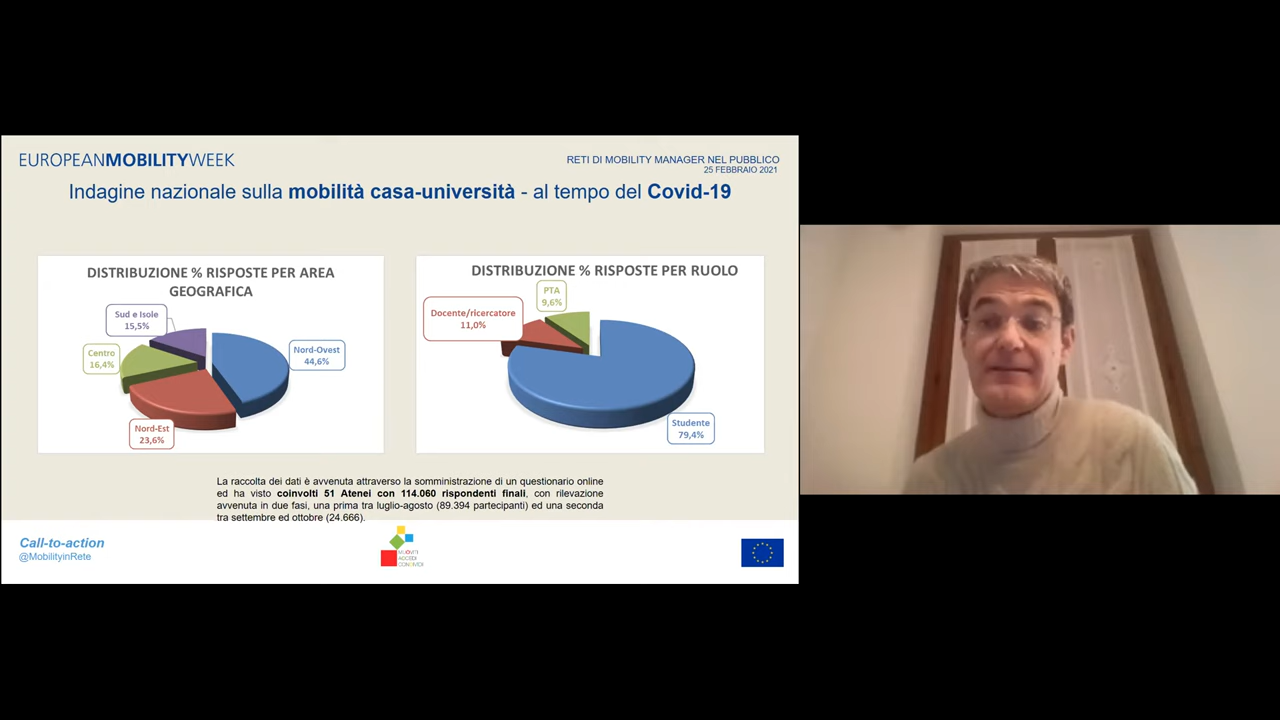 EUROPEANMOBILITYWEEK
RETI DI MOBILITY MANAGER NEL PUBBLICO
25 FEBBRAIO 2021
Indagine nazionale sulla mobilità casa-università - al tempo del Covid-19
DISTRIBUZIONE % RISPOSTE PER AREA
GEOGRAFICA
Sud e Isole
15,5%
Centro
16,4%
Nord-Ovest
44,6%
Nord-Est
23,6%
DISTRIBUZIONE % RISPOSTE PER RUOLO
PTA
9,6%
Docente/ricercatore
11,0%
Studente
79,4%
La raccolta dei dati è avvenuta attraverso la somministrazione di un questionario online
ed ha visto coinvolti 51 Atenei con 114.060 rispondenti finali, con rilevazione
avvenuta in due fasi, una prima tra luglio-agosto (89.394 partecipanti) ed una seconda
tra settembre ed ottobre (24.666).
Call-to-action
@MobilityinRete
MUOVITI
ACCEDI
CONVIVOI